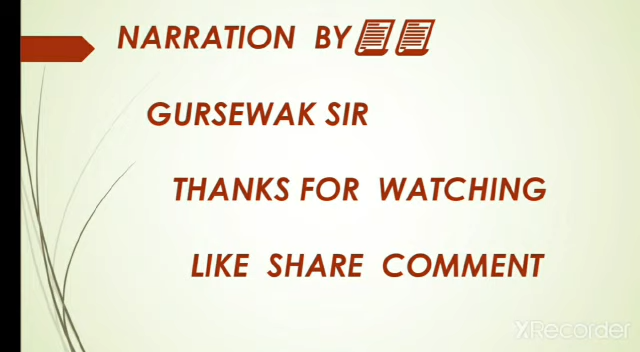 NARRATION BY📜📜
GURSEWAK SIR
THANKS FOR WATCHING
LIKE SHARE COMMENT
XRecorder